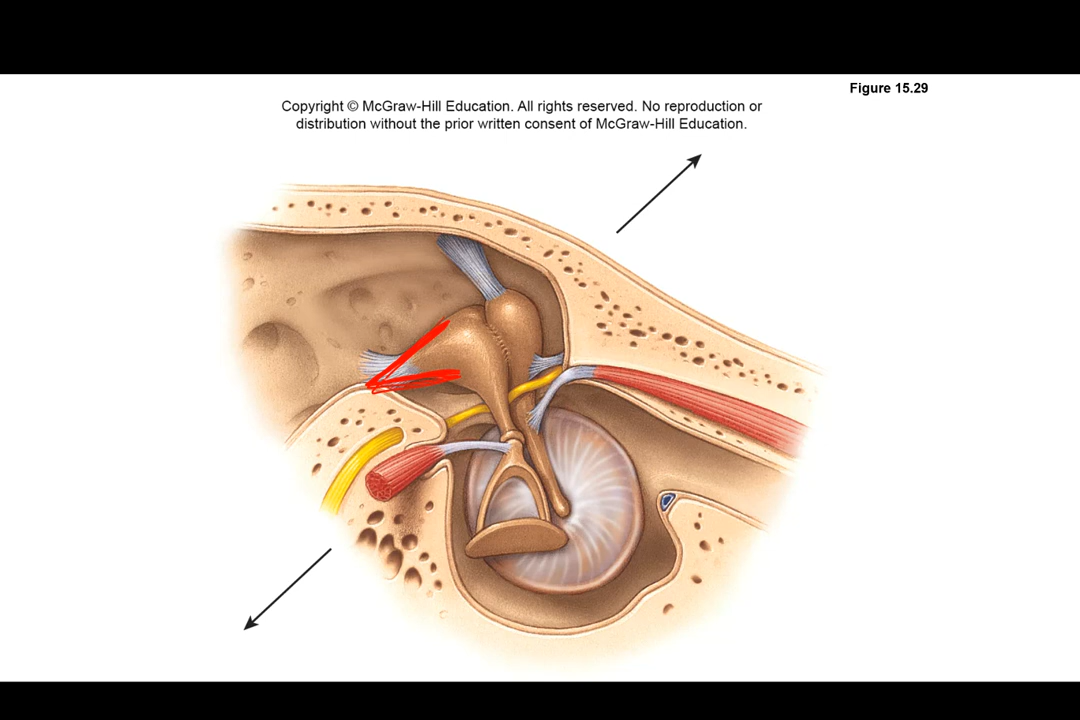 Figure 15.29
Copyright © McGraw-Hill Education. All rights reserved. No reproduction or
distribution without the prior written consent of McGraw-Hill Education.